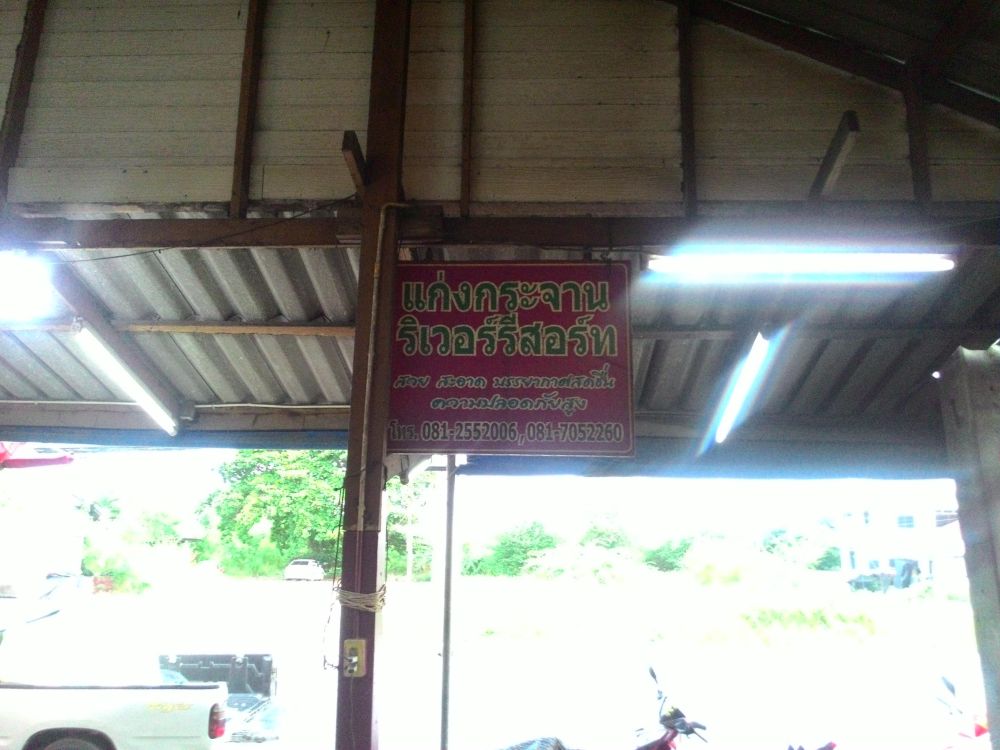 แก่งกระจาน
ริเวอร์รีสอร์ท
สวย สะอาด บรรยากาศสดชื่น
ความปลอดภัยสูง
โทร. 081-2552006, 081-7052260